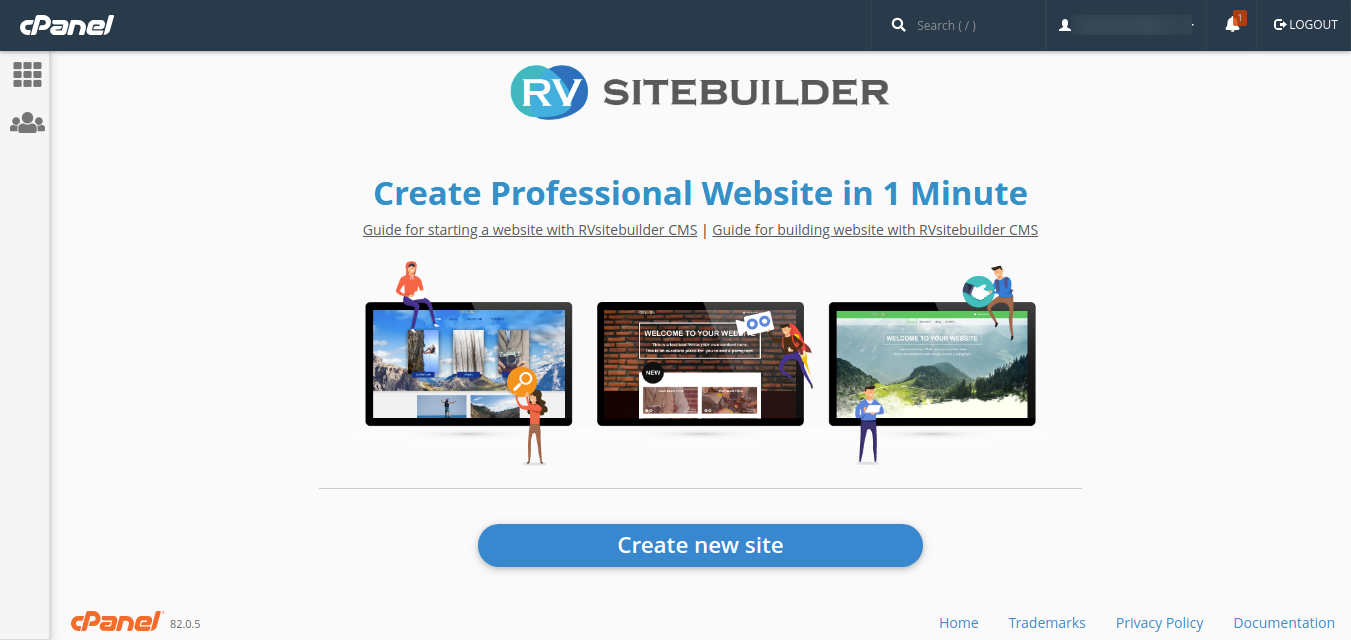 cPanel
Search ( / )
1
LOGOUT
RV SITEBUILDER
Create Professional Website in 1 Minute
Guide for starting a website with RVsitebuilder CMS | Guide for building website with RVsitebuilder CMS
WELCOME TO YOUR WEBSITE
NEW
WELCOME TO YOUR WEBSITE
Create new site
cPanel 82.0.5
Home Trademarks Privacy Policy Documentation